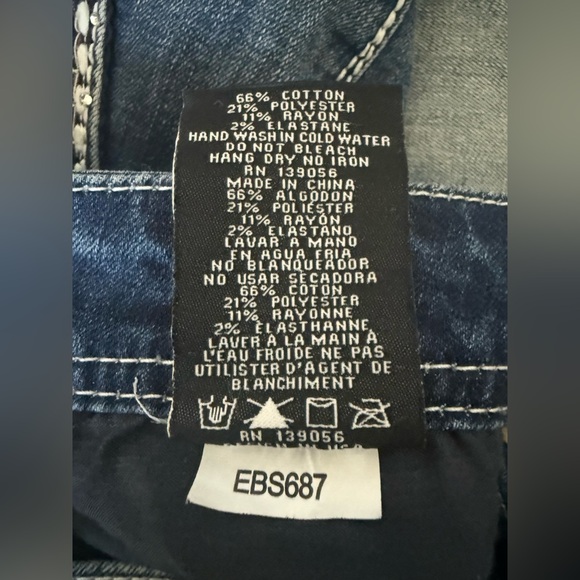 66% COTTON
21% POLYESTER
11% RAYON
2% ELASTANE
HAND WASH IN COLD WATER
DO NOT BLEACH
HANG DRY NO IRON
RN 139056
MADE IN CHINA
66% ALGODON
21% POLIÉSTER
11% RAYÓN
2% ELASTANO
LAVAR A MANO
EN AGUA FRIA
NO BLANQUEADOR
NO USAR SECADORA
66% COTON
21% POLYESTER
11% RAYONNE
2% ELASTHANNE
LAVER A LA MAIN À
L'EAU FROIDE NE PAS
UTILISER D'AGENT DE
BLANCHIMENT
RN 139056
EBS687